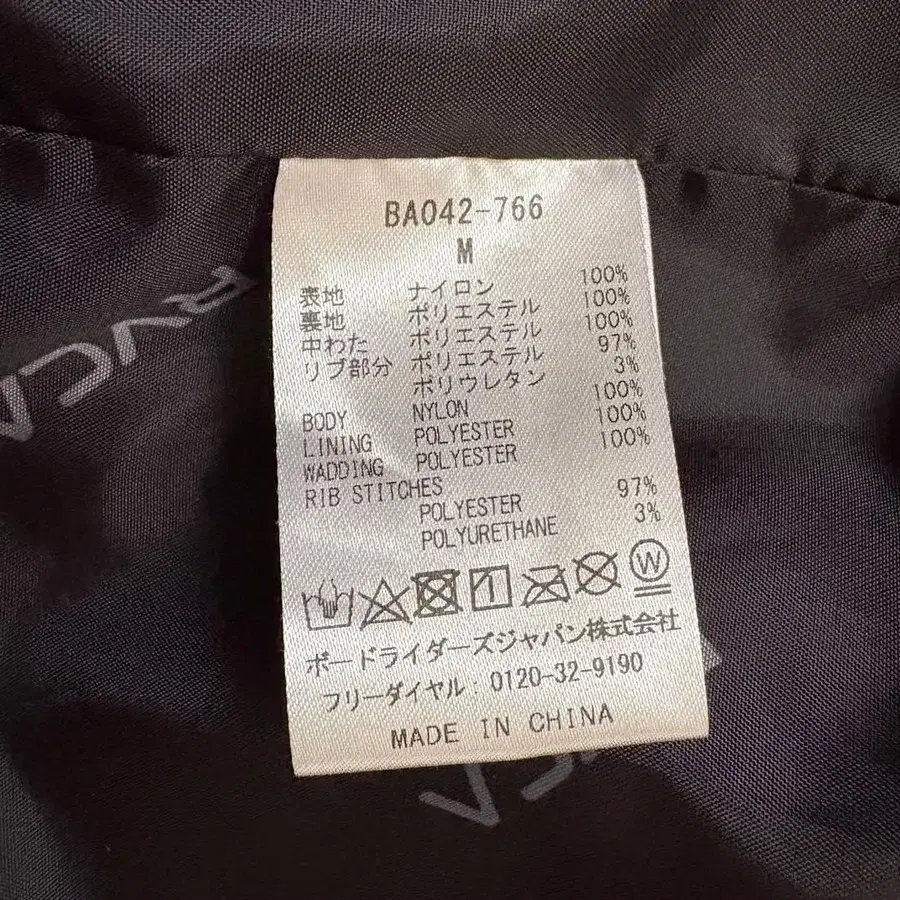 BA042-766
M
表地 ナイロン 100%
裏地 ポリエステル 100%
中わた ポリエステル 100%
リブ部分 ポリエステル 97%
ポリウレタン 3%
BODY NYLON 100%
LINING POLYESTER 100%
WADDING POLYESTER 100%
RIB STITCHES
POLYESTER 97%
POLYURETHANE 3%
W
ボードライダーズジャパン株式会社
フリーダイヤル: 0120-32-9190
MADE IN CHINA
RVCA